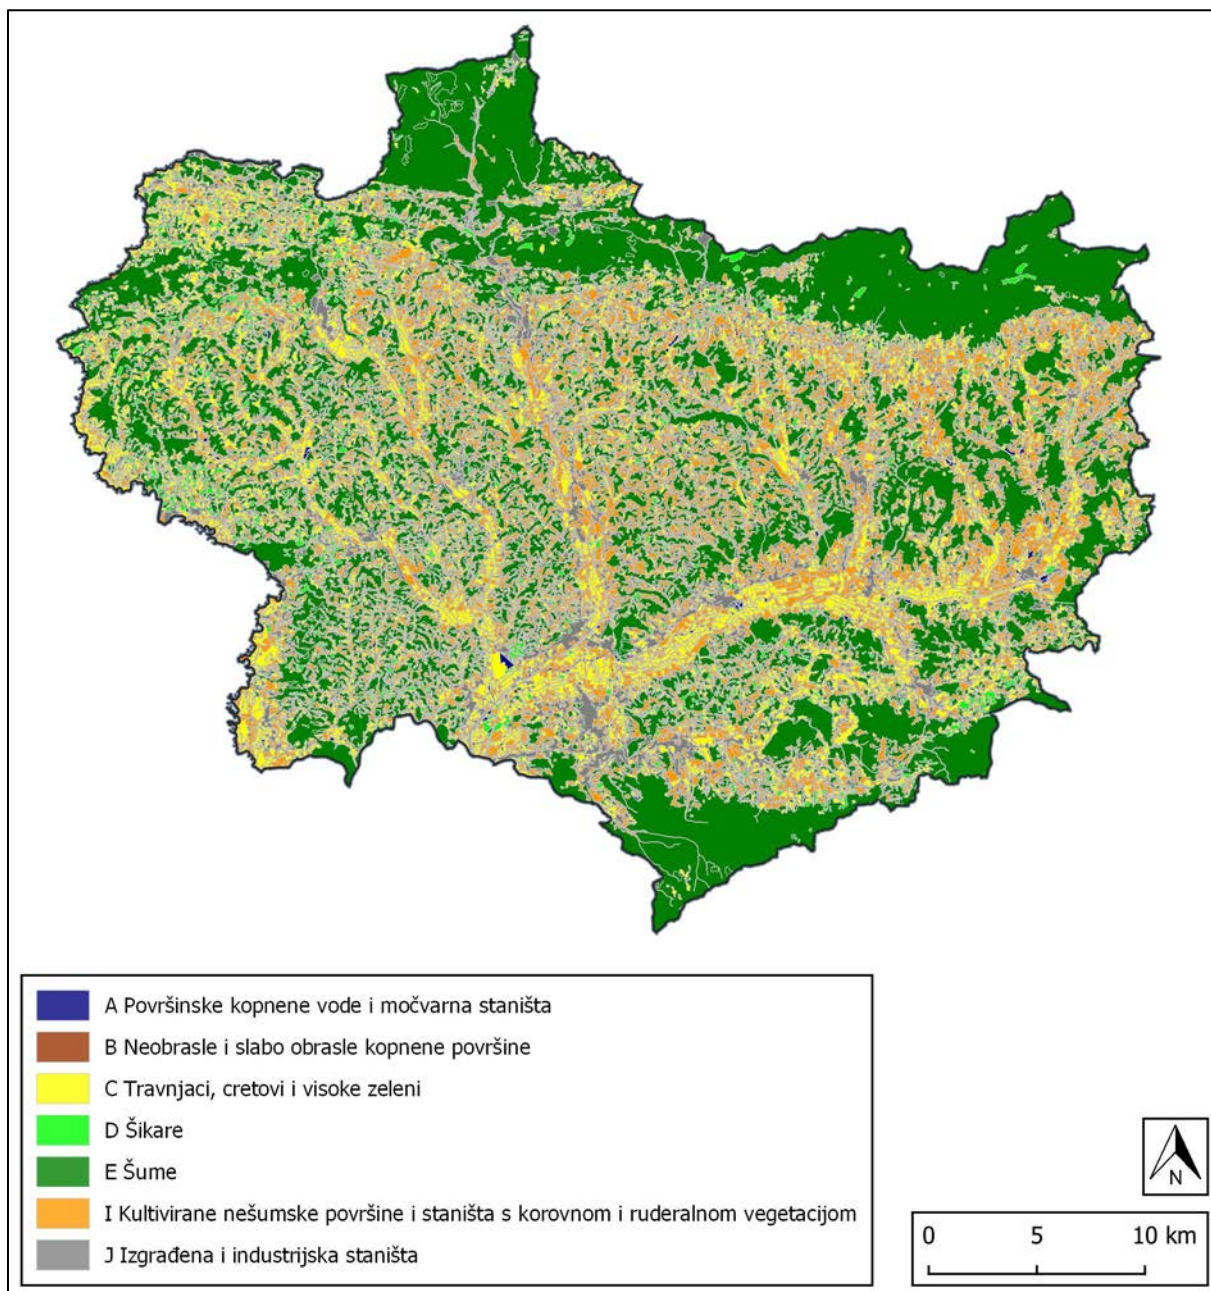 A Površinske kopnene vode i močvarna staništa
B Neobrasle i slabo obrasle kopnene površine
C Travnjaci, cretovi i visoke zeleni
D Šikare
E Šume
I Kultivirane nešumske površine i staništa s korovnom i ruderalnom vegetacijom
J Izgrađena i industrijska staništa
N
0 5 10 km